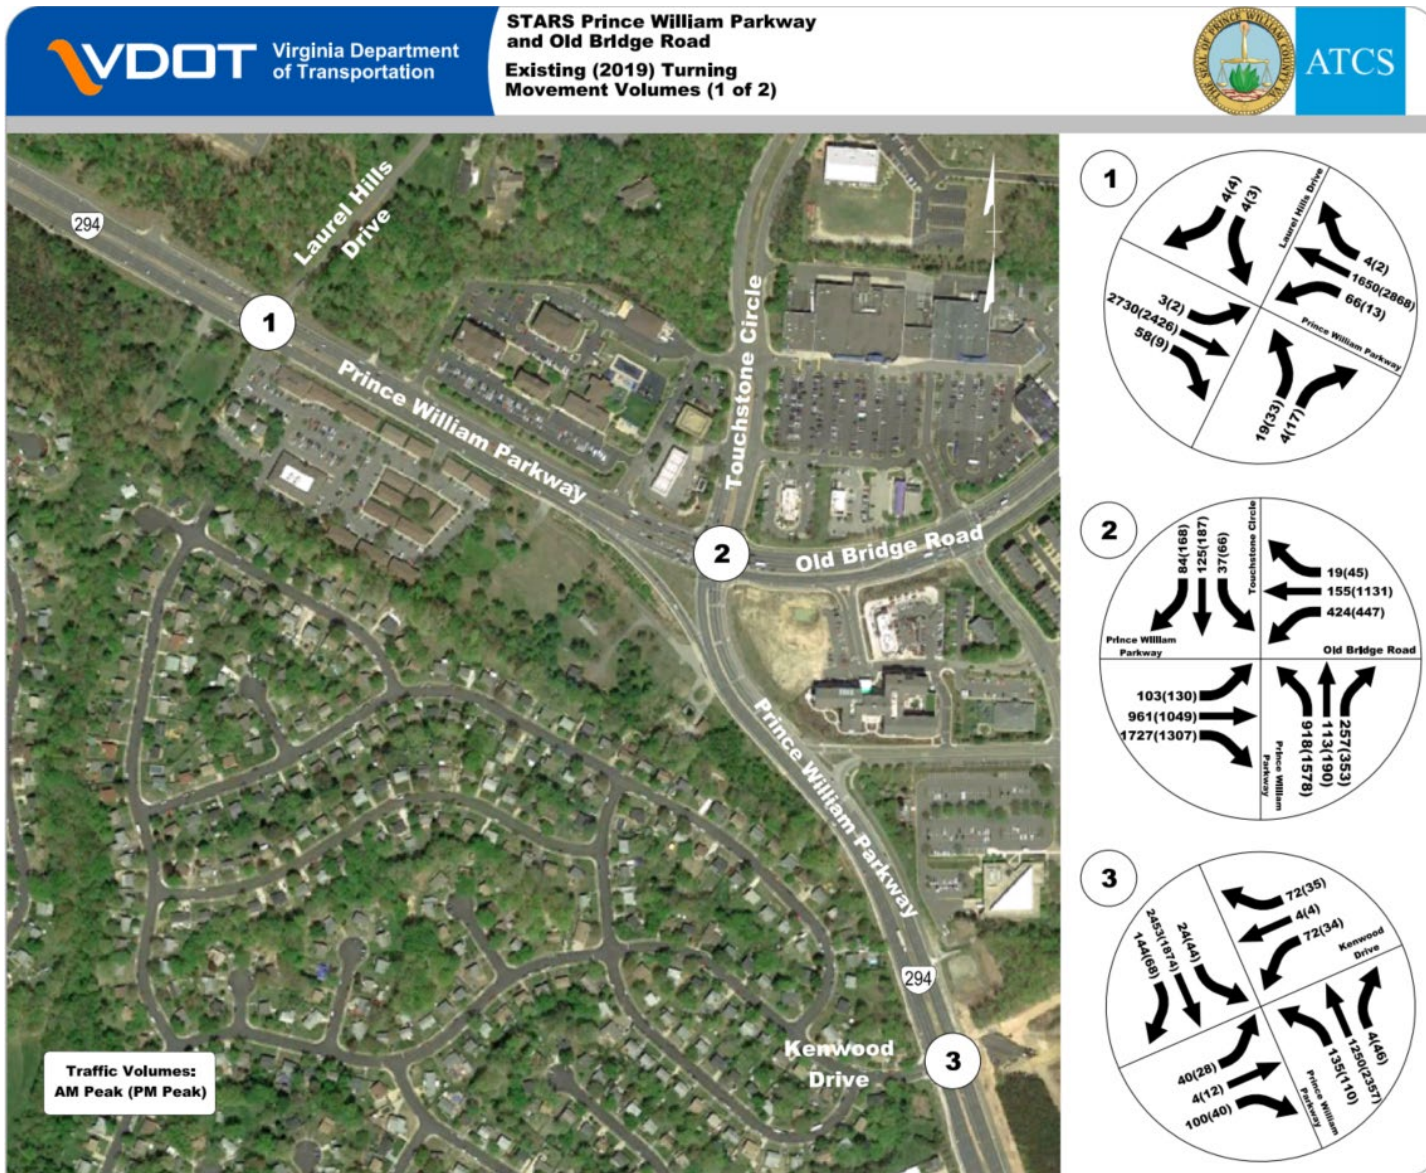 VDOT
Virginia Department
of Transportation
STARS Prince William Parkway
and Old Bridge Road
Existing (2019) Turning
Movement Volumes (1 of 2)
THE SEAL OF PRINCE WILLIAM COUNTY VA
ATCS
294
Laurel Hills
Drive
1
Prince William Parkway
Touchstone Circle
2
Old Bridge Road
Prince William Parkway
294
Kenwood
Drive
3
Traffic Volumes:
AM Peak (PM Peak)
1
4(4)
4(3)
Laurel Hills Drive
4(2)
1650(2868)
66(13)
3(2)
2730(2426)
58(9)
Prince William Parkway
19(33)
4(17)
2
84(168)
125(187)
37(66)
Touchstone Circle
19(45)
155(1131)
424(447)
Prince William
Parkway
Old Bridge Road
103(130)
961(1049)
1727(1307)
Prince William
Parkway
918(1578)
113(190)
257(353)
3
144(68)
2453(1874)
24(44)
72(35)
4(4)
72(34)
Kenwood
Drive
40(28)
4(12)
100(40)
Prince William
Parkway
135(110)
1250(2357)
4(46)